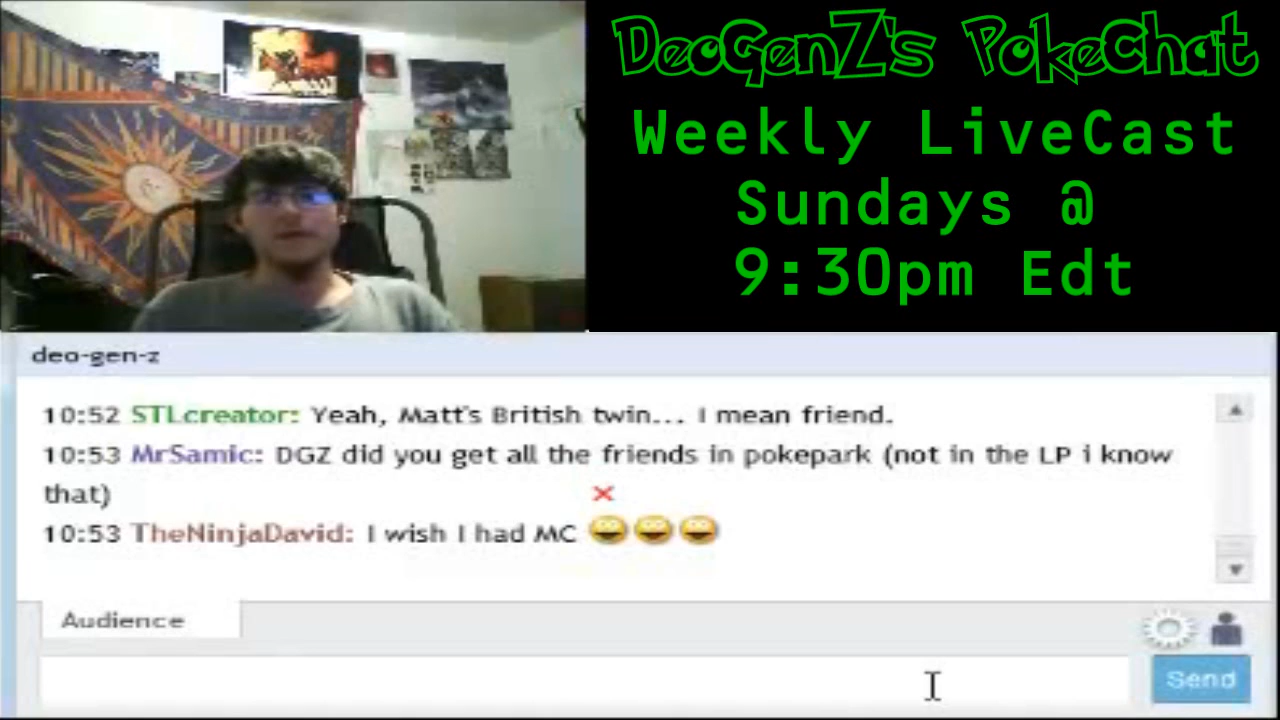 DeoGenZ's PokeChat
Weekly LiveCast
Sundays @
9:30pm Edt
deo-gen-z
10:52 STLcreator: Yeah, Matt's British twin... I mean friend.
10:53 MrSamic: DGZ did you get all the friends in pokepark (not in the LP i know
that)
10:53 TheNinjaDavid: I wish I had MC
Audience
Send